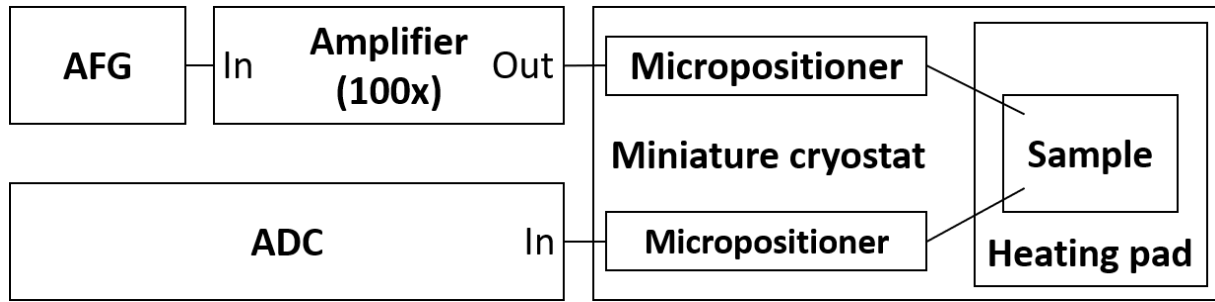 AFG
In
Amplifier
(100x)
Out
Micropositioner
Miniature cryostat
Sample
ADC
In
Micropositioner
Heating pad